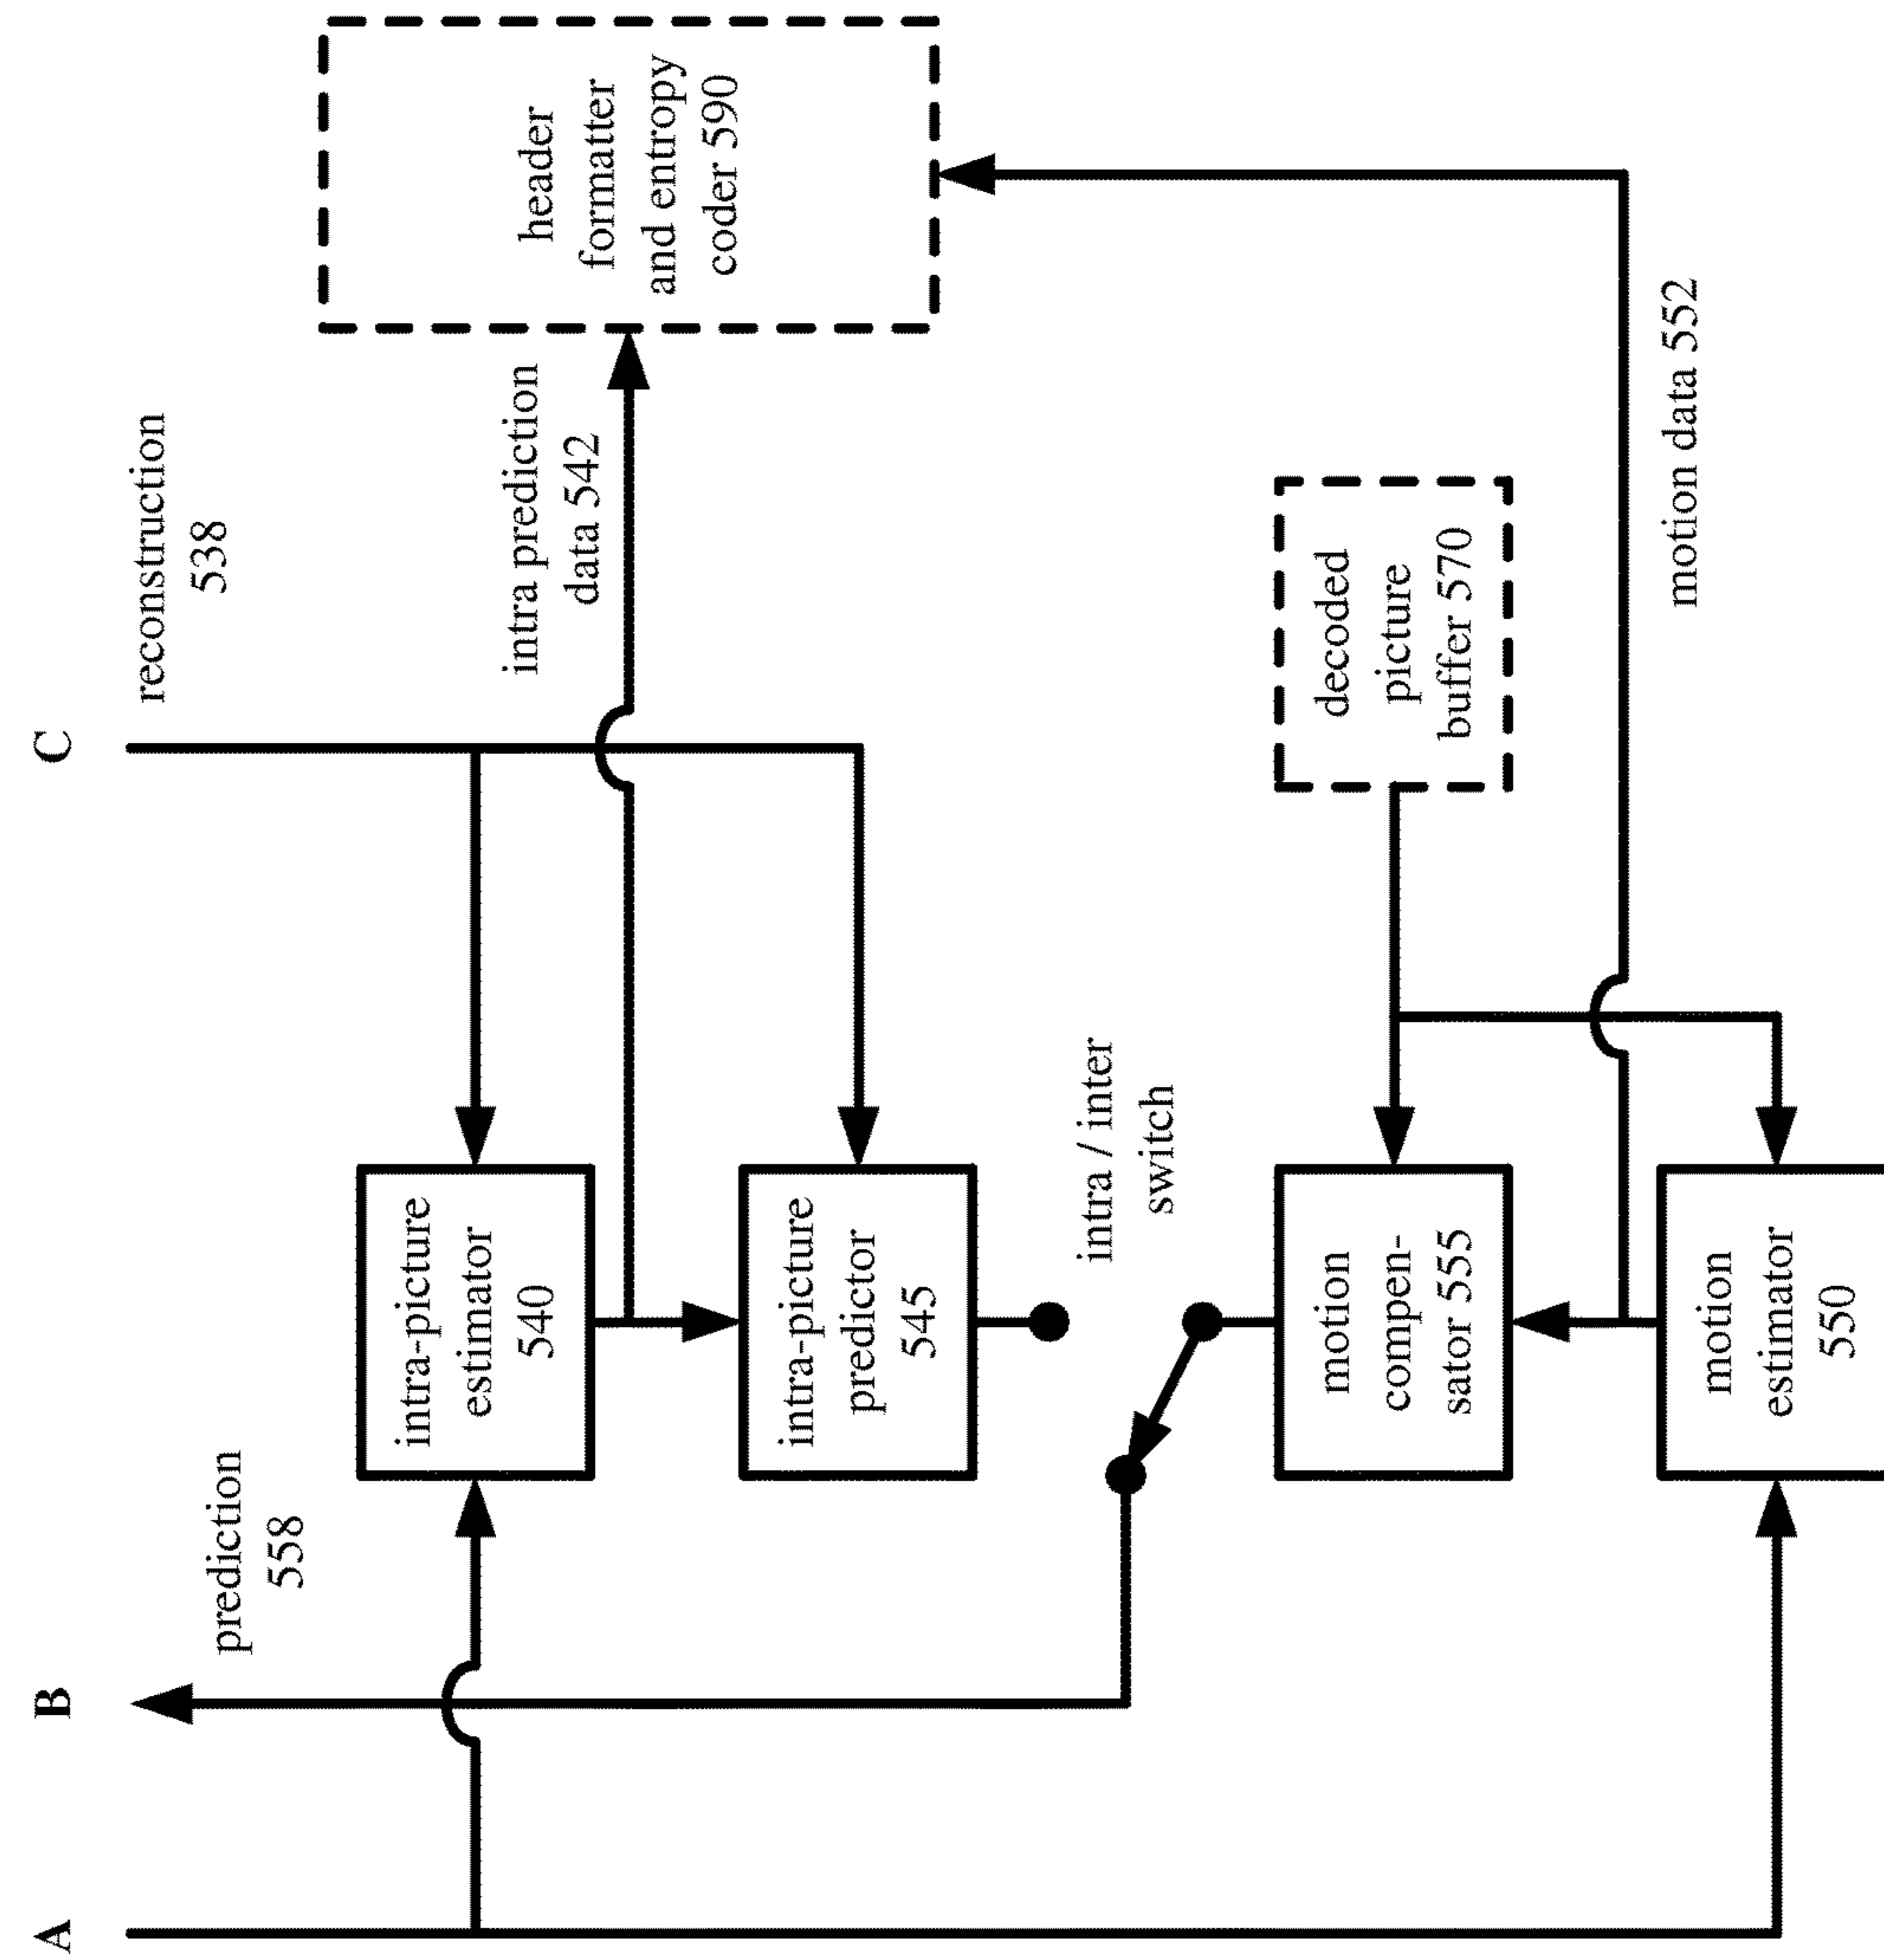 A
B
C
prediction
558
reconstruction
538
intra-picture
estimator
540
intra prediction
data 542
header
formatter
and entropy
coder 590
intra-picture
predictor
545
intra / inter
switch
motion
compen-
sator 555
decoded
picture
buffer 570
motion
estimator
550
motion data 552